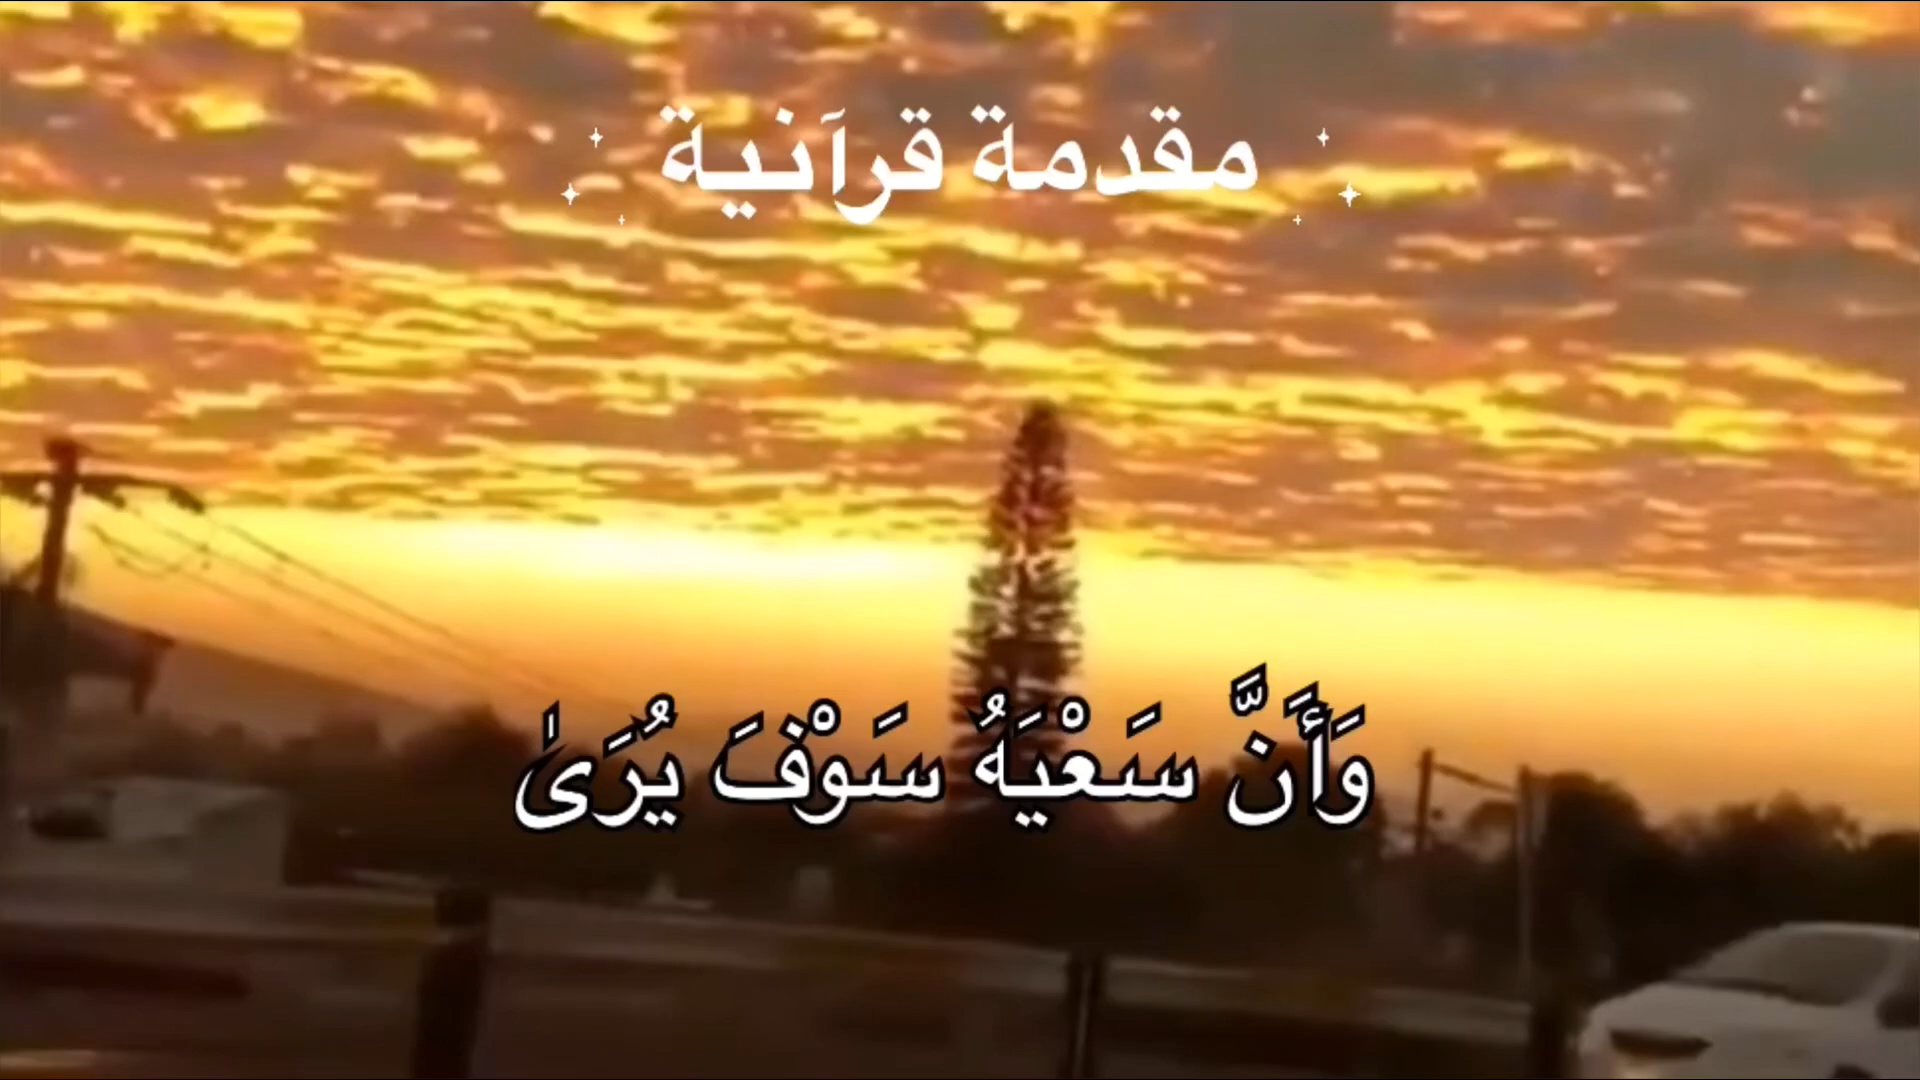 مقدمة قرآنية
وَأَنَّ سَعْيَهُ سَوْفَ يُرَىٰ